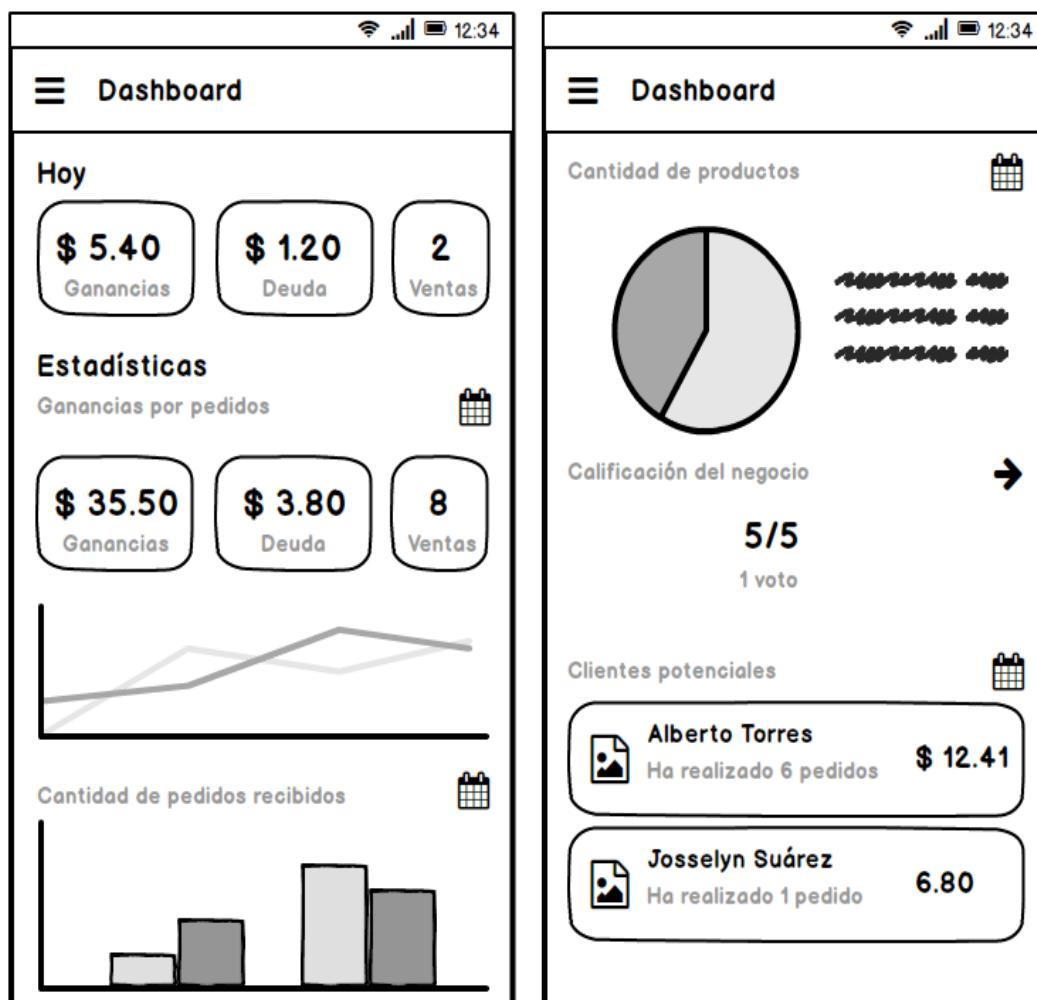 12:34
Dashboard
Hoy
$ 5.40
Ganancias
$ 1.20
Deuda
2
Ventas
Estadísticas
Ganancias por pedidos
$ 35.50
Ganancias
$ 3.80
Deuda
8
Ventas
Cantidad de pedidos recibidos
12:34
Dashboard
Cantidad de productos
Calificación del negocio
5/5
1 voto
Clientes potenciales
Alberto Torres
Ha realizado 6 pedidos
$ 12.41
Josselyn Suárez
Ha realizado 1 pedido
6.80